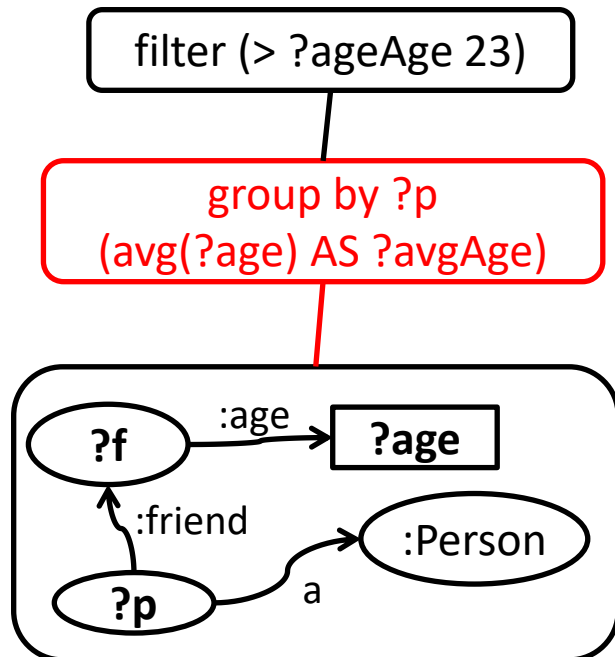 filter (> ?ageAge 23)
group by ?p
(avg(?age) AS ?avgAge)
:age
?f
?age
:friend
:Person
a
?p